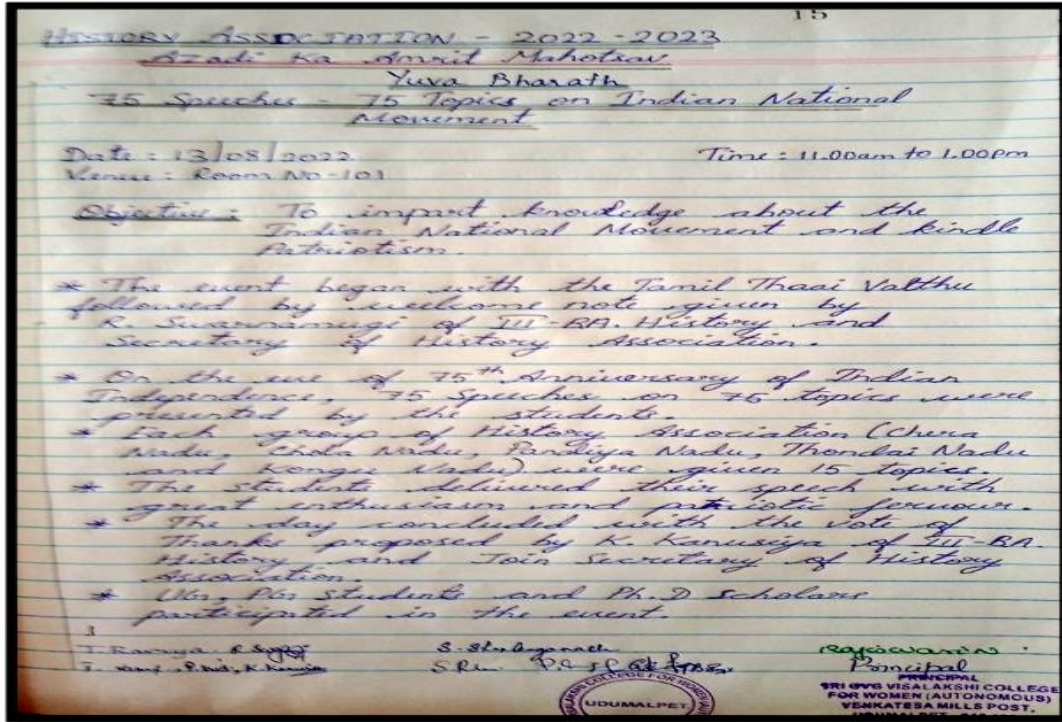 15
HISTORY ASSOCIATION - 2022-2023
Azadi Ka Amrit Mahotsav
Yuva Bharath
75 Speeches - 75 Topics on Indian National
Movement
Date : 13/08/2022
Time : 11.00am to 1.00pm
Venue : Room No-101
Objective : To impart knowledge about the
Indian National Movement and kindle
Patriotism.
* The event began with the Tamil Thaai Valthu
followed by welcome note given by
R. Swarnamugi of III-BA. History and
Secretary of History Association.
* On the eve of 75th Anniversary of Indian
Independence, 75 Speeches on 75 topics were
presented by the students.
* Each group of History Association (Chera
Nadu, Chola Nadu, Pandiya Nadu, Thondai Nadu
and Kongu Nadu) were given 15 topics.
* The students delivered their speech with
great enthusiasm and patriotic fervour.
* The day concluded with the vote of
Thanks proposed by K. Kanusiya of III-BA
History and Join Secretary of History
Association.
* UG, PG students and Ph.D scholars
participated in the event.
Principal
PRINCIPAL
SRI GVG VISALAKSHI COLLEGE
FOR WOMEN (AUTONOMOUS)
VENKATESA MILLS POST,
UDUMALPET